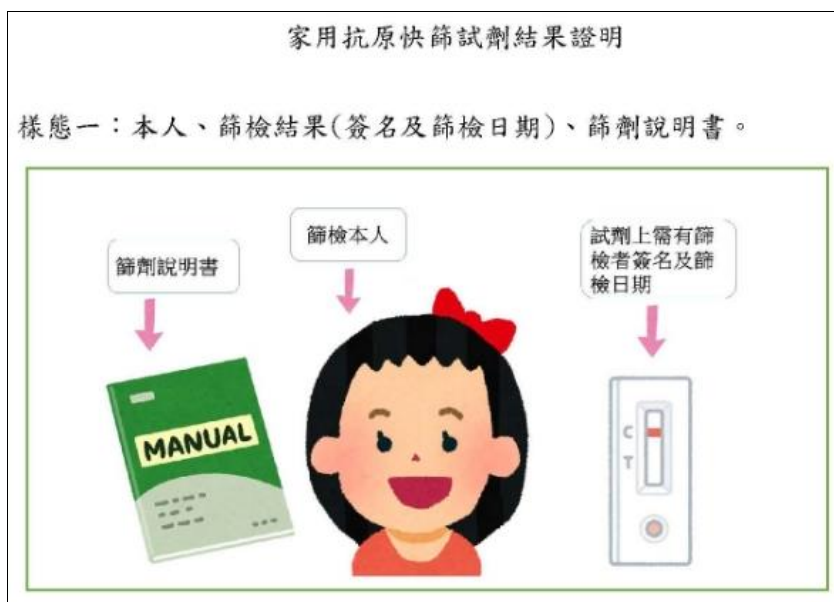 家用抗原快篩試劑結果證明
樣態一：本人、篩檢結果(簽名及篩檢日期)、篩劑說明書。
篩劑說明書
篩檢本人
試劑上需有篩
檢者簽名及篩
檢日期
MANUAL
C
T